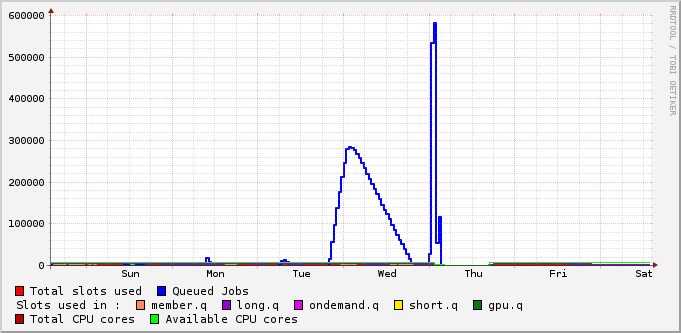 600000
500000
400000
300000
200000
100000
0
Sun Mon Tue Wed Thu Fri Sat
RRDTOOL / TOBI OETIKER
Total slots used Queued Jobs
Slots used in : member.q long.q ondemand.q short.q gpu.q
Total CPU cores Available CPU cores